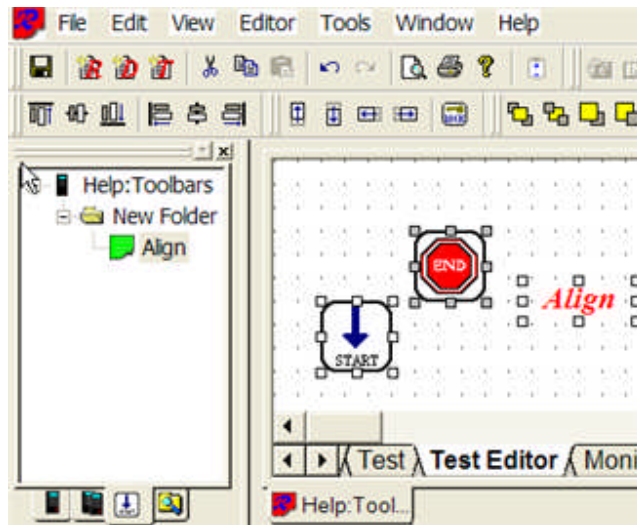 File Edit View Editor Tools Window Help
Help:Toolbars
New Folder
Align
END
Align
START
Test Test Editor Moni
Help:Tool...